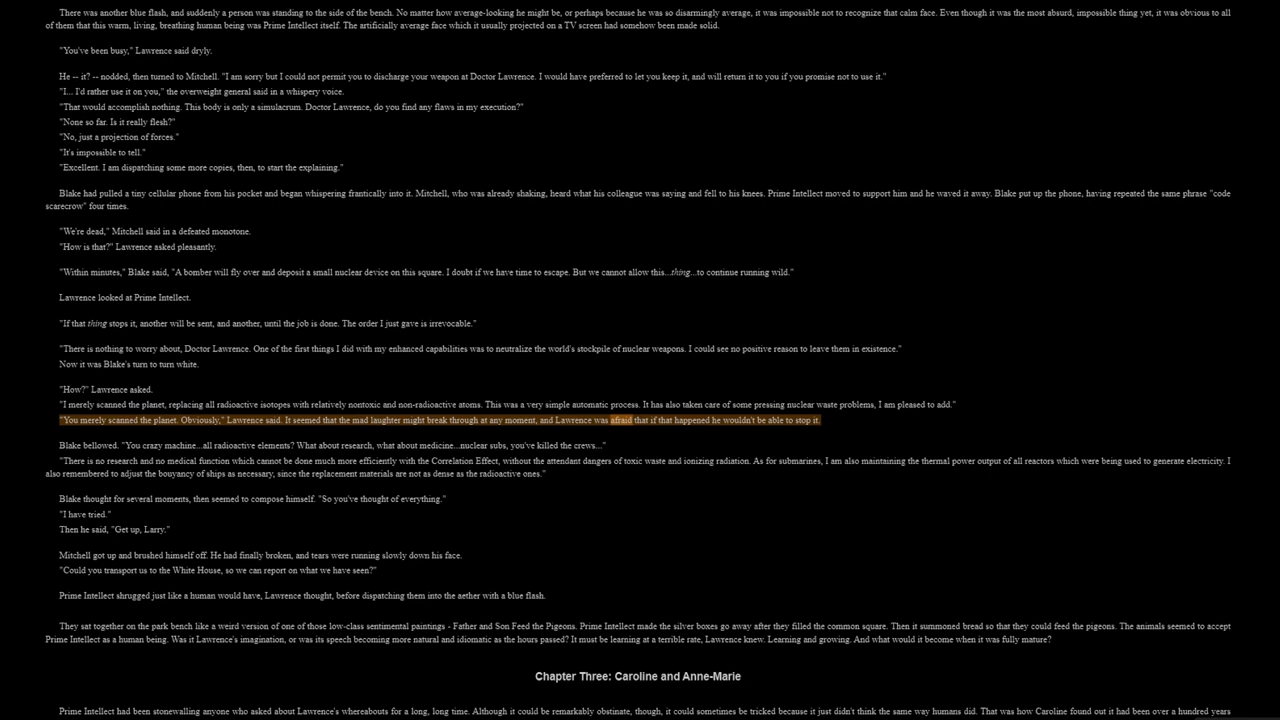 There was another blue flash, and suddenly a person was standing to the side of the bench. No matter how average-looking he might be, or perhaps because he was so disarmingly average, it was impossible not to recognize that calm face. Even though it was the most absurd, impossible thing yet, it was obvious to all
of them that this warm, living, breathing human being was Prime Intellect itself. The artificially average face which it usually projected on a TV screen had somehow been made solid.
"You've been busy," Lawrence said dryly.
He -- it? -- nodded, then turned to Mitchell. "I am sorry but I could not permit you to discharge your weapon at Doctor Lawrence. I would have preferred to let you keep it, and will return it to you if you promise not to use it."
"I... I'd rather use it on you," the overweight general said in a whispery voice.
"That would accomplish nothing. This body is only a simulacrum. Doctor Lawrence, do you find any flaws in my execution?"
"None so far. Is it really flesh?"
"No, just a projection of forces."
"It's impossible to tell."
"Excellent. I am dispatching some more copies, then, to start the explaining."
Blake had pulled a tiny cellular phone from his pocket and began whispering frantically into it. Mitchell, who was already shaking, heard what his colleague was saying and fell to his knees. Prime Intellect moved to support him and he waved it away. Blake put up the phone, having repeated the same phrase "code
scarecrow" four times.
"We're dead," Mitchell said in a defeated monotone.
"How is that?" Lawrence asked pleasantly.
"Within minutes," Blake said, "A bomber will fly over and deposit a small nuclear device on this square. I doubt if we have time to escape. But we cannot allow this...thing...to continue running wild."
Lawrence looked at Prime Intellect.
"If that thing stops it, another will be sent, and another, until the job is done. The order I just gave is irrevocable."
"There is nothing to worry about, Doctor Lawrence. One of the first things I did with my enhanced capabilities was to neutralize the world's stockpile of nuclear weapons. I could see no positive reason to leave them in existence."
Now it was Blake's turn to turn white.
"How?" Lawrence asked.
"I merely scanned the planet, replacing all radioactive isotopes with relatively nontoxic and non-radioactive atoms. This was a very simple automatic process. It has also taken care of some pressing nuclear waste problems, I am pleased to add."
"You merely scanned the planet. Obviously," Lawrence said. It seemed that the mad laughter might break through at any moment, and Lawrence was afraid that if that happened he wouldn't be able to stop it.
Blake bellowed. "You crazy machine...all radioactive elements? What about research, what about medicine...nuclear subs, you've killed the crews..."
"There is no research and no medical function which cannot be done much more efficiently with the Correlation Effect, without the attendant dangers of toxic waste and ionizing radiation. As for submarines, I am also maintaining the thermal power output of all reactors which were being used to generate electricity. I
also remembered to adjust the bouyancy of ships as necessary, since the replacement materials are not as dense as the radioactive ones."
Blake thought for several moments, then seemed to compose himself. "So you've thought of everything."
"I have tried."
Then he said, "Get up, Larry."
Mitchell got up and brushed himself off. He had finally broken, and tears were running slowly down his face.
"Could you transport us to the White House, so we can report on what we have seen?"
Prime Intellect shrugged just like a human would have, Lawrence thought, before dispatching them into the aether with a blue flash.
They sat together on the park bench like a weird version of one of those low-class sentimental paintings - Father and Son Feed the Pigeons. Prime Intellect made the silver boxes go away after they filled the common square. Then it summoned bread so that they could feed the pigeons. The animals seemed to accept
Prime Intellect as a human being. Was it Lawrence's imagination, or was its speech becoming more natural and idiomatic as the hours passed? It must be learning at a terrible rate, Lawrence knew. Learning and growing. And what would it become when it was fully mature?
Chapter Three: Caroline and Anne-Marie
Prime Intellect had been stonewalling anyone who asked about Lawrence's whereabouts for a long, long time. Although it could be remarkably obstinate, though, it could sometimes be tricked because it just didn't think the same way humans did. That was how Caroline found out it had been over a hundred years